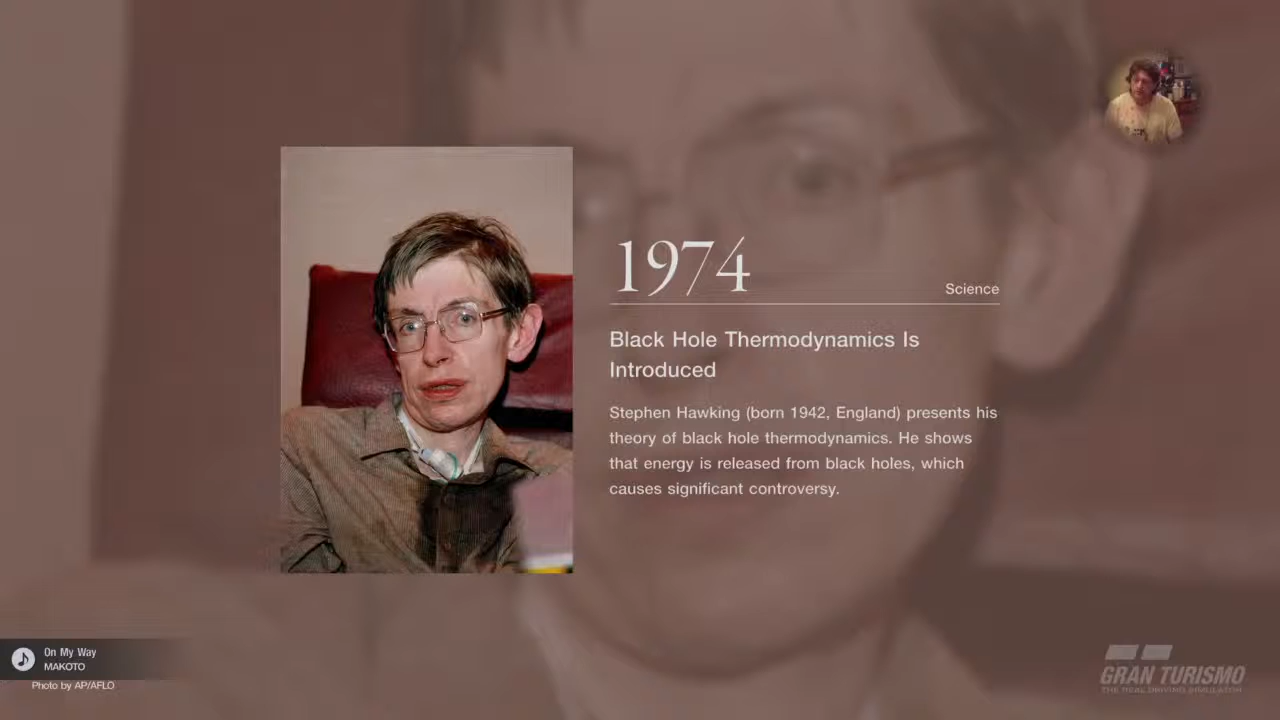 1974
Science
Black Hole Thermodynamics Is
Introduced
Stephen Hawking (born 1942, England) presents his
theory of black hole thermodynamics. He shows
that energy is released from black holes, which
causes significant controversy.
On My Way
MAKOTO
Photo by AP/AFLO
GRAN TURISMO
THE REAL DRIVING SIMULATOR